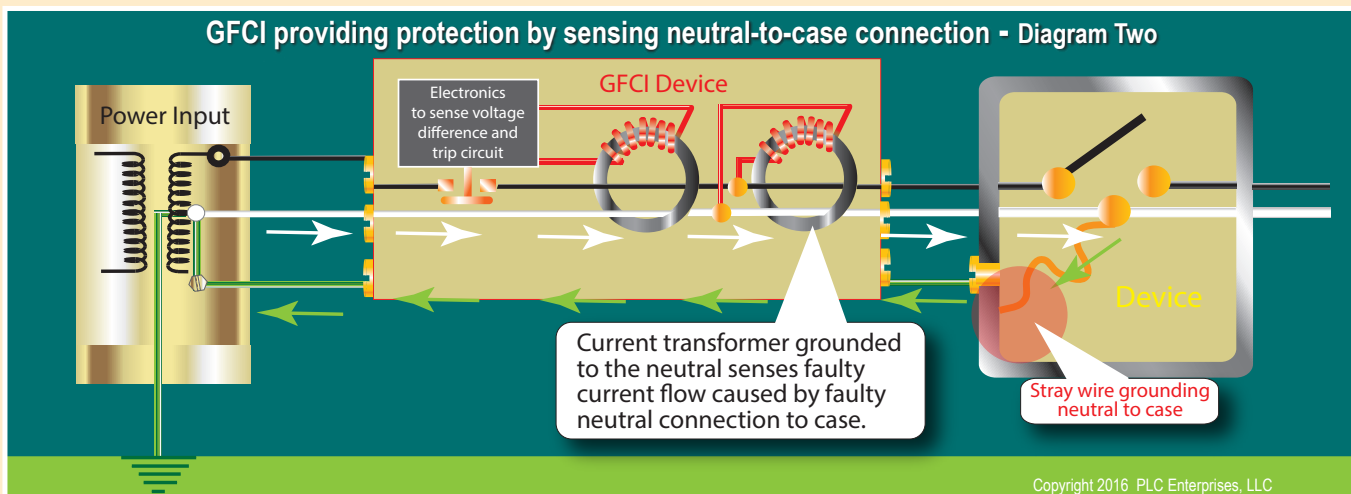 GFCI providing protection by sensing neutral-to-case connection - Diagram Two
Power Input
GFCI Device
Electronics
to sense voltage
difference and
trip circuit
Device
Current transformer grounded
to the neutral senses faulty
current flow caused by faulty
neutral connection to case.
Stray wire grounding
neutral to case
Copyright 2016 PLC Enterprises, LLC